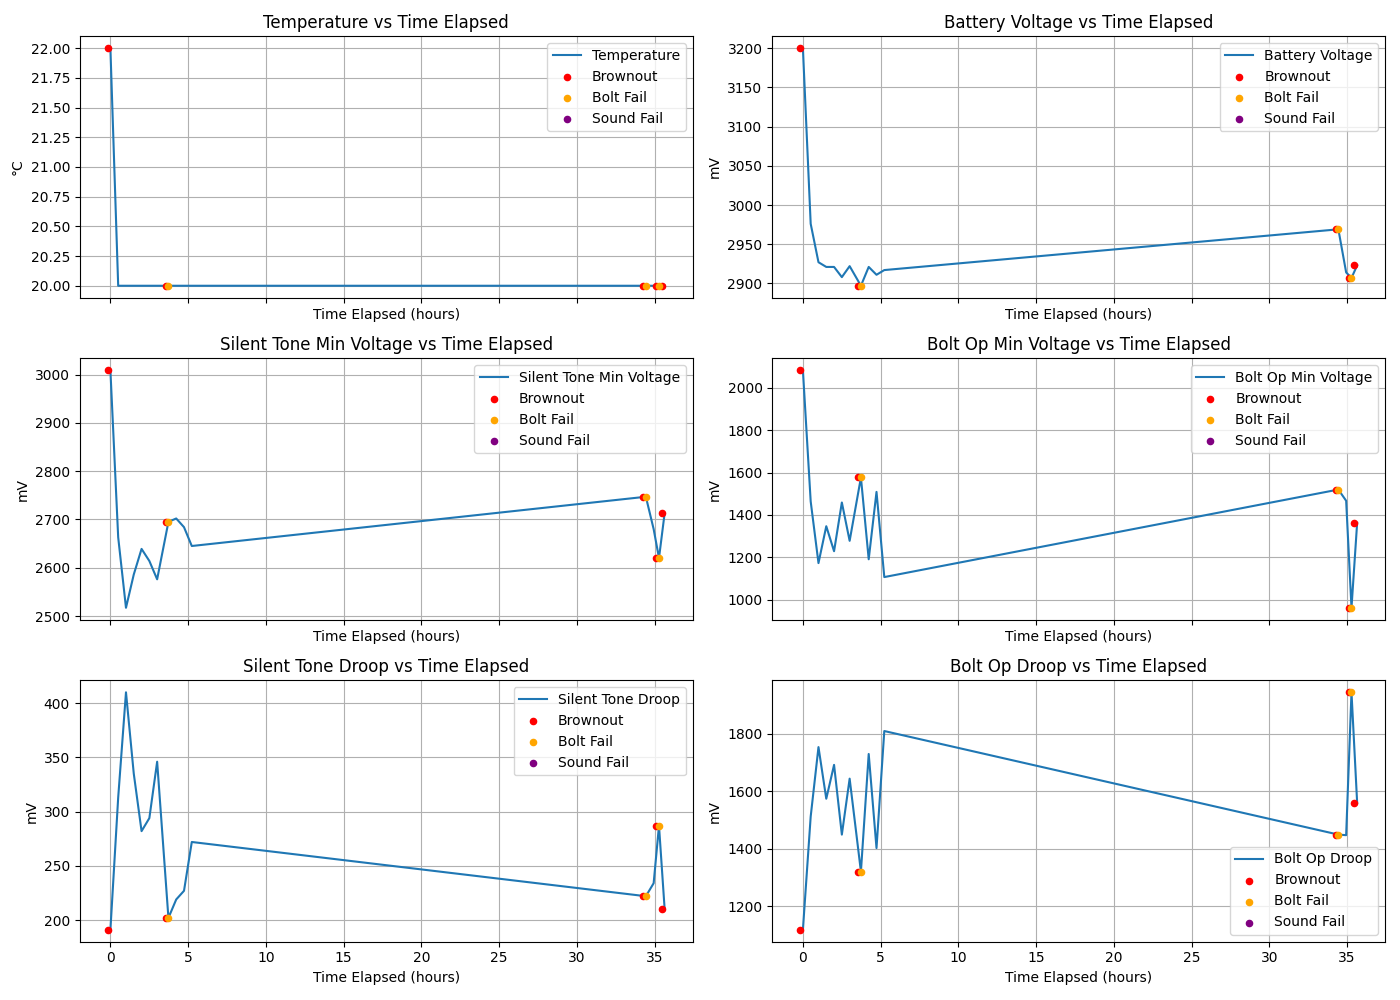 Temperature vs Time Elapsed
°C
22.00
21.75
21.50
21.25
21.00
20.75
20.50
20.25
20.00
Temperature
Brownout
Bolt Fail
Sound Fail
Time Elapsed (hours)
Battery Voltage vs Time Elapsed
mV
3200
3150
3100
3050
3000
2950
2900
Battery Voltage
Brownout
Bolt Fail
Sound Fail
Time Elapsed (hours)
Silent Tone Min Voltage vs Time Elapsed
mV
3000
2900
2800
2700
2600
2500
Silent Tone Min Voltage
Brownout
Bolt Fail
Sound Fail
Time Elapsed (hours)
Bolt Op Min Voltage vs Time Elapsed
mV
2000
1800
1600
1400
1200
1000
Bolt Op Min Voltage
Brownout
Bolt Fail
Sound Fail
Time Elapsed (hours)
Silent Tone Droop vs Time Elapsed
mV
400
350
300
250
200
Silent Tone Droop
Brownout
Bolt Fail
Sound Fail
0 5 10 15 20 25 30 35
Time Elapsed (hours)
Bolt Op Droop vs Time Elapsed
mV
1800
1600
1400
1200
Bolt Op Droop
Brownout
Bolt Fail
Sound Fail
0 5 10 15 20 25 30 35
Time Elapsed (hours)